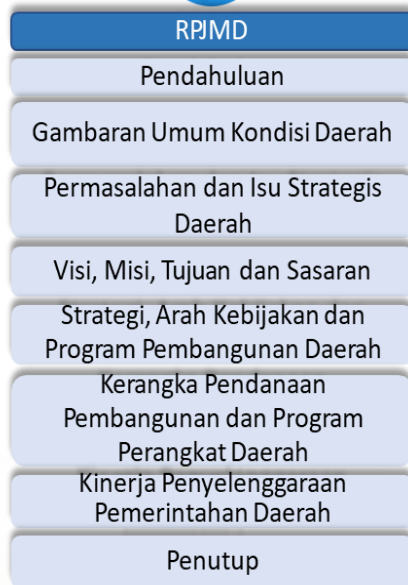 RPJMD
Pendahuluan
Gambaran Umum Kondisi Daerah
Permasalahan dan Isu Strategis
Daerah
Visi, Misi, Tujuan dan Sasaran
Strategi, Arah Kebijakan dan
Program Pembangunan Daerah
Kerangka Pendanaan
Pembangunan dan Program
Perangkat Daerah
Kinerja Penyelenggaraan
Pemerintahan Daerah
Penutup